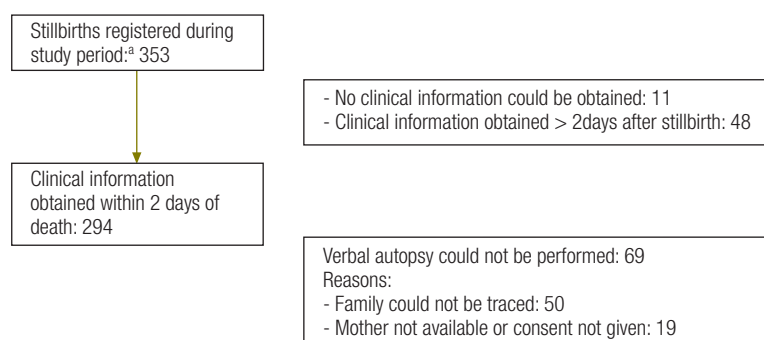 Stillbirths registered during
study period:ª 353
- No clinical information could be obtained: 11
- Clinical information obtained > 2days after stillbirth: 48
Clinical information
obtained within 2 days of
death: 294
Verbal autopsy could not be performed: 69
Reasons:
- Family could not be traced: 50
- Mother not available or consent not given: 19